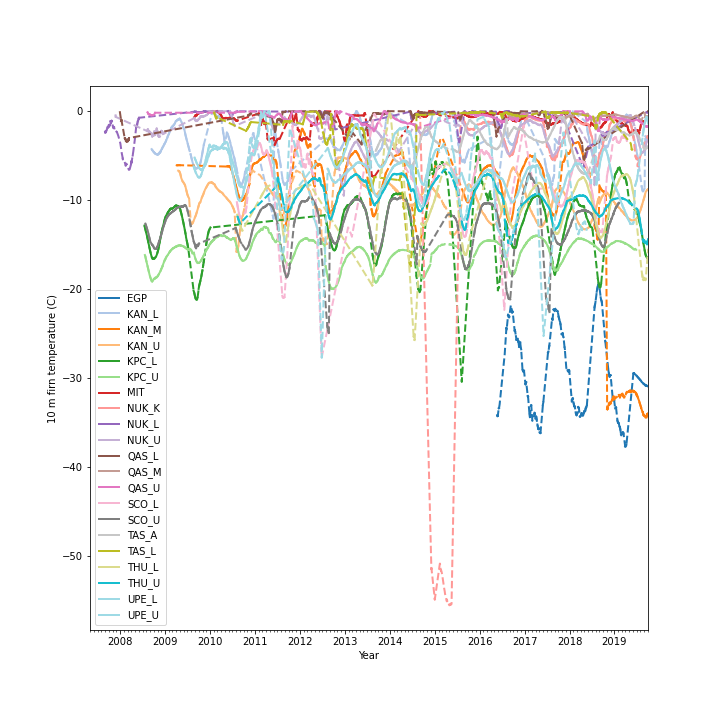 0
−10
−20
−30
−40
−50
10 m firn temperature (C)
EGP
KAN_L
KAN_M
KAN_U
KPC_L
KPC_U
MIT
NUK_K
NUK_L
NUK_U
QAS_L
QAS_M
QAS_U
SCO_L
SCO_U
TAS_A
TAS_L
THU_L
THU_U
UPE_L
UPE_U
2008 2009 2010 2011 2012 2013 2014 2015 2016 2017 2018 2019
Year